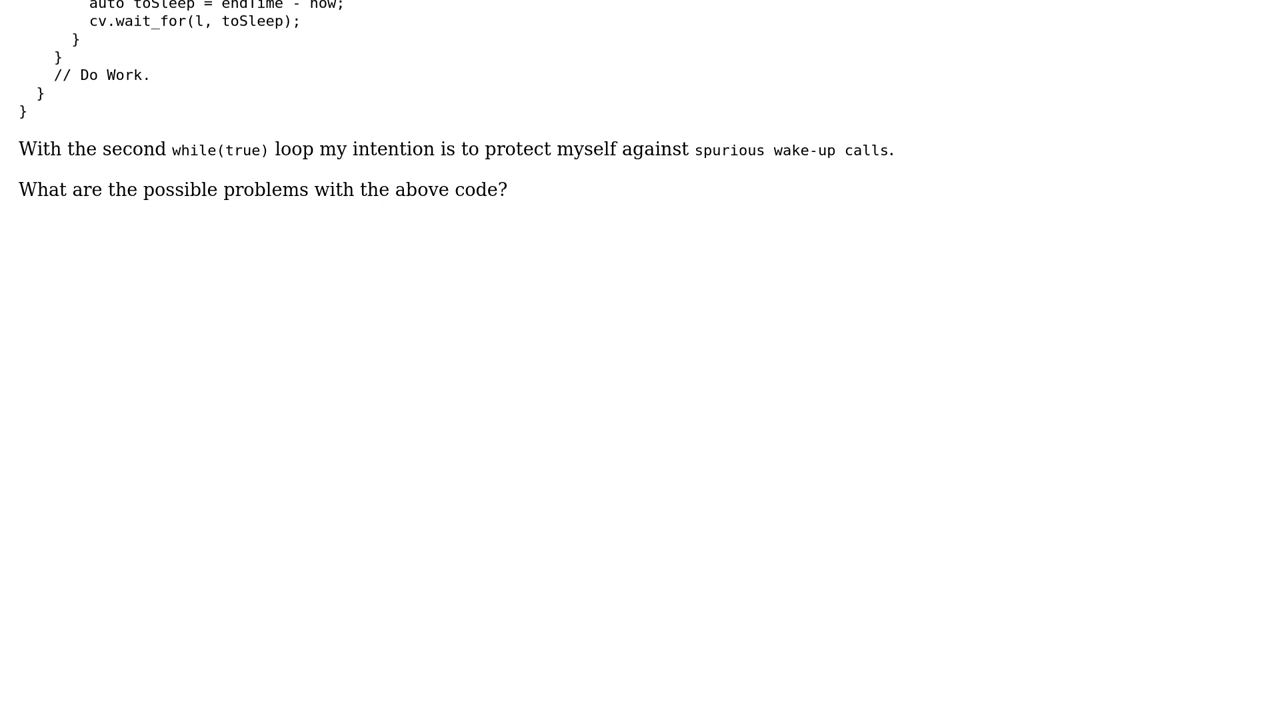 auto toSleep = endTime - now;
cv.wait_for(l, toSleep);
}
}
// Do Work.
}
}
With the second while(true) loop my intention is to protect myself against spurious wake-up calls.
What are the possible problems with the above code?